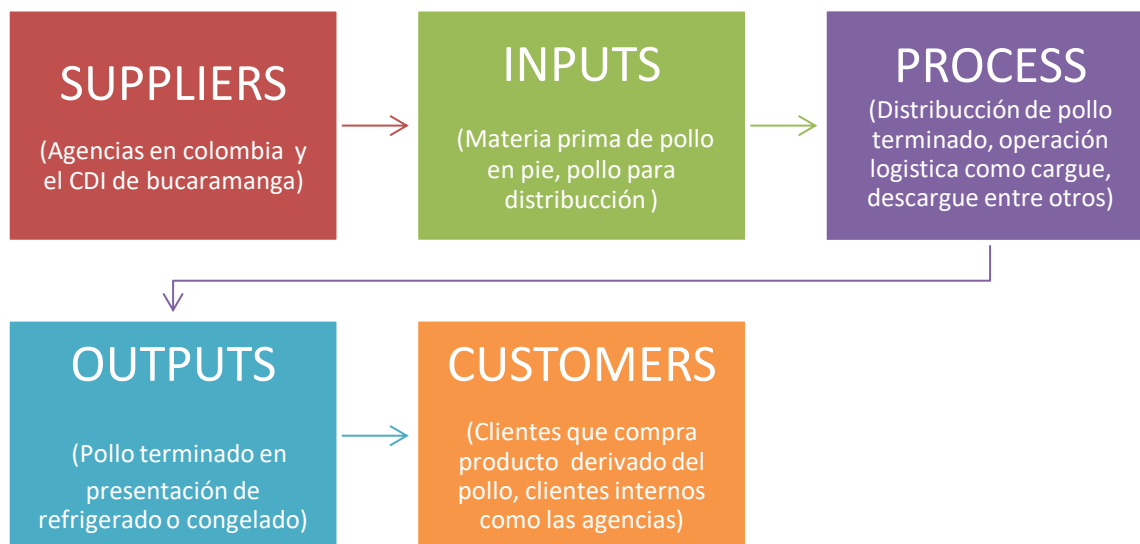 SUPPLIERS
(Agencias en colombia y
el CDI de bucaramanga)
INPUTS
(Materia prima de pollo
en pie, pollo para
distribucción )
PROCESS
(Distribucción de pollo
terminado, operación
logistica como cargue,
descargue entre otros)
OUTPUTS
(Pollo terminado en
presentación de
refrigerado o congelado)
CUSTOMERS
(Clientes que compra
producto derivado del
pollo, clientes internos
como las agencias)